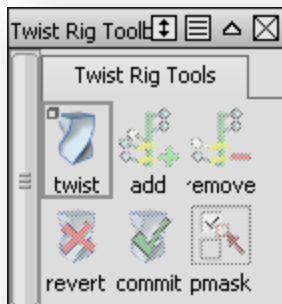 Twist Rig Toolb
Twist Rig Tools
twist add remove
revert commit pmask